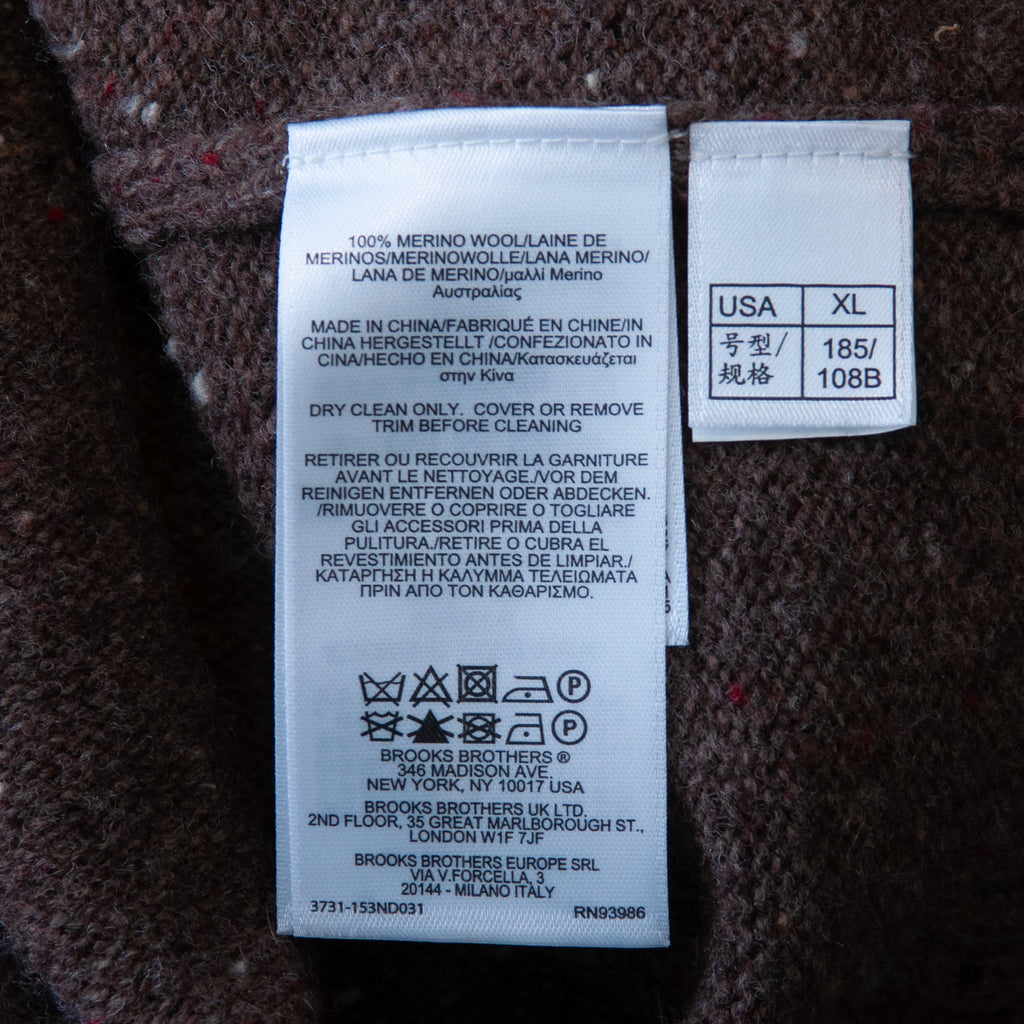 100% MERINO WOOL/LAINE DE
MERINOS/MERINOWOLLE/LANA MERINO/
LANA DE MERINO/μαλλί Merino
Αυστραλίας
MADE IN CHINA/FABRIQUÉ EN CHINE/IN
CHINA HERGESTELLT /CONFEZIONATO IN
CINA/HECHO EN CHINA/Κατασκευάζεται
στην Κίνα
DRY CLEAN ONLY. COVER OR REMOVE
TRIM BEFORE CLEANING
RETIRER OU RECOUVRIR LA GARNITURE
AVANT LE NETTOYAGE./VOR DEM
REINIGEN ENTFERNEN ODER ABDECKEN.
/RIMUOVERE O COPRIRE O TOGLIARE
GLI ACCESSORI PRIMA DELLA
PULITURA./RETIRE O CUBRA EL
REVESTIMIENTO ANTES DE LIMPIAR./
ΚΑΤΑΡΓΗΣΗ Η ΚΑΛΥΜΜΑ ΤΕΛΕΙΩΜΑΤΑ
ΠΡΙΝ ΑΠΟ ΤΟΝ ΚΑΘΑΡΙΣΜΟ.
P
P
BROOKS BROTHERS ®
346 MADISON AVE.
NEW YORK, NY 10017 USA
BROOKS BROTHERS UK LTD.
2ND FLOOR, 35 GREAT MARLBOROUGH ST.,
LONDON W1F 7JF
BROOKS BROTHERS EUROPE SRL
VIA V.FORCELLA, 3
20144 - MILANO ITALY
3731-153ND031 RN93986
USA XL
号型/ 185/
规格 108B